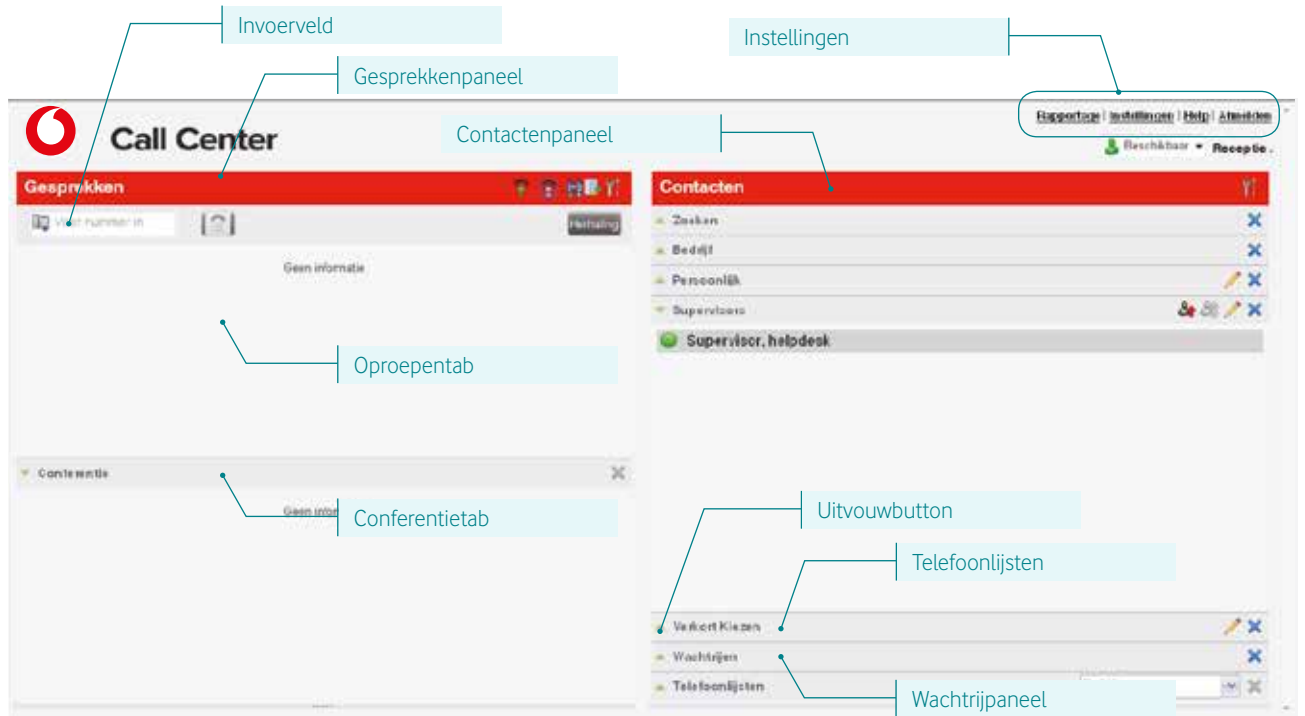 Invoerveld
Instellingen
Gesprekkenpaneel
Rapportage | Instellingen | Help | Afmelden
Call Center
Contactenpaneel
Beschikbaar
Receptie
Gesprekken
Contacten
Voer nummer in
Herhaling
Zoeken
Bedrijf
Geen informatie
Persoonlijk
Supervisors
Supervisor, helpdesk
Oproepentab
Conferentie
Geen
Conferentietab
Uitvouwbutton
Telefoonlijsten
Verkort Kiezen
Wachtrijen
Telefoonlijsten
Wachtrijpaneel